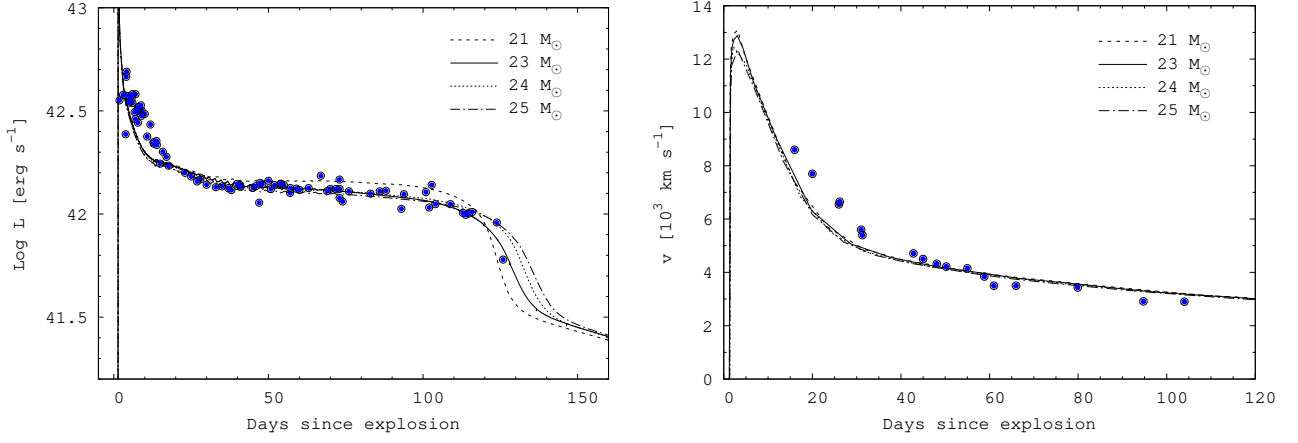 43
42.5
42
41.5
Log L [erg s⁻¹]
21 M☉
23 M☉
24 M☉
25 M☉
0 50 100 150
Days since explosion
14
12
10
8
6
4
2
0
v [10³ km s⁻¹]
21 M☉
23 M☉
24 M☉
25 M☉
0 20 40 60 80 100 120
Days since explosion